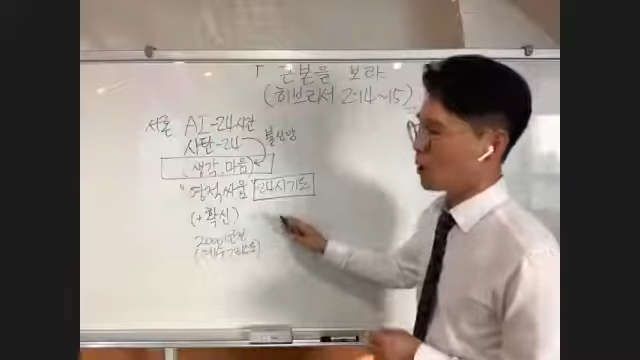 「근본을 보라
(히브리서 2:14~15)
서론 AI-24시간
사단-24 불신앙
(생각, 마음)
"영적싸움" 24시기도
(+확신)
2000년전